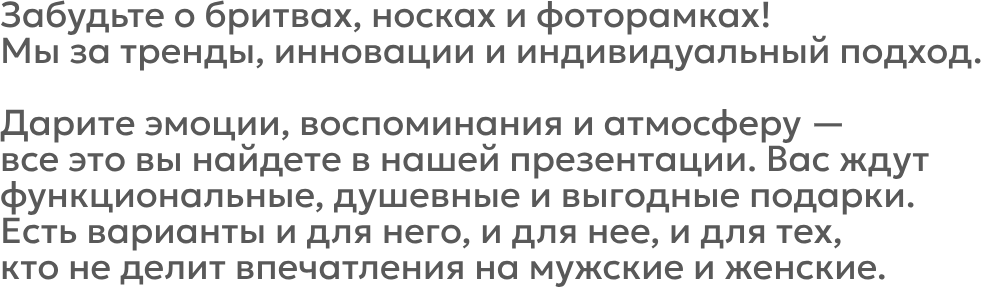 Забудьте о бритвах, носках и фоторамках!
Мы за тренды, инновации и индивидуальный подход.
Дарите эмоции, воспоминания и атмосферу —
все это вы найдете в нашей презентации. Вас ждут
функциональные, душевные и выгодные подарки.
Есть варианты и для него, и для нее, и для тех,
кто не делит впечатления на мужские и женские.